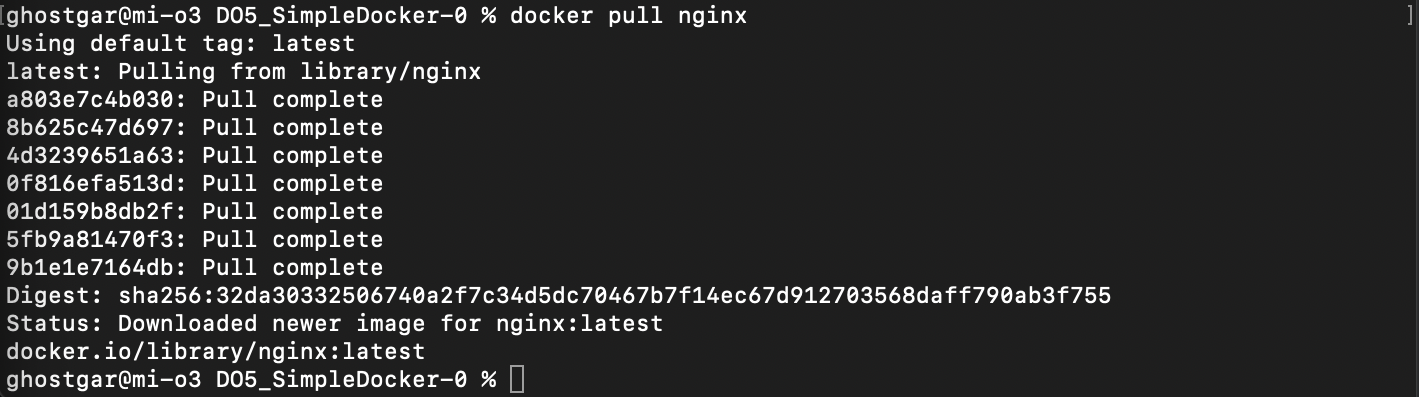 [ghostgar@mi-o3 DO5_SimpleDocker-0 % docker pull nginx ]
Using default tag: latest
latest: Pulling from library/nginx
a803e7c4b030: Pull complete
8b625c47d697: Pull complete
4d3239651a63: Pull complete
0f816efa513d: Pull complete
01d159b8db2f: Pull complete
5fb9a81470f3: Pull complete
9b1e1e7164db: Pull complete
Digest: sha256:32da30332506740a2f7c34d5dc70467b7f14ec67d912703568daff790ab3f755
Status: Downloaded newer image for nginx:latest
docker.io/library/nginx:latest
ghostgar@mi-o3 DO5_SimpleDocker-0 %